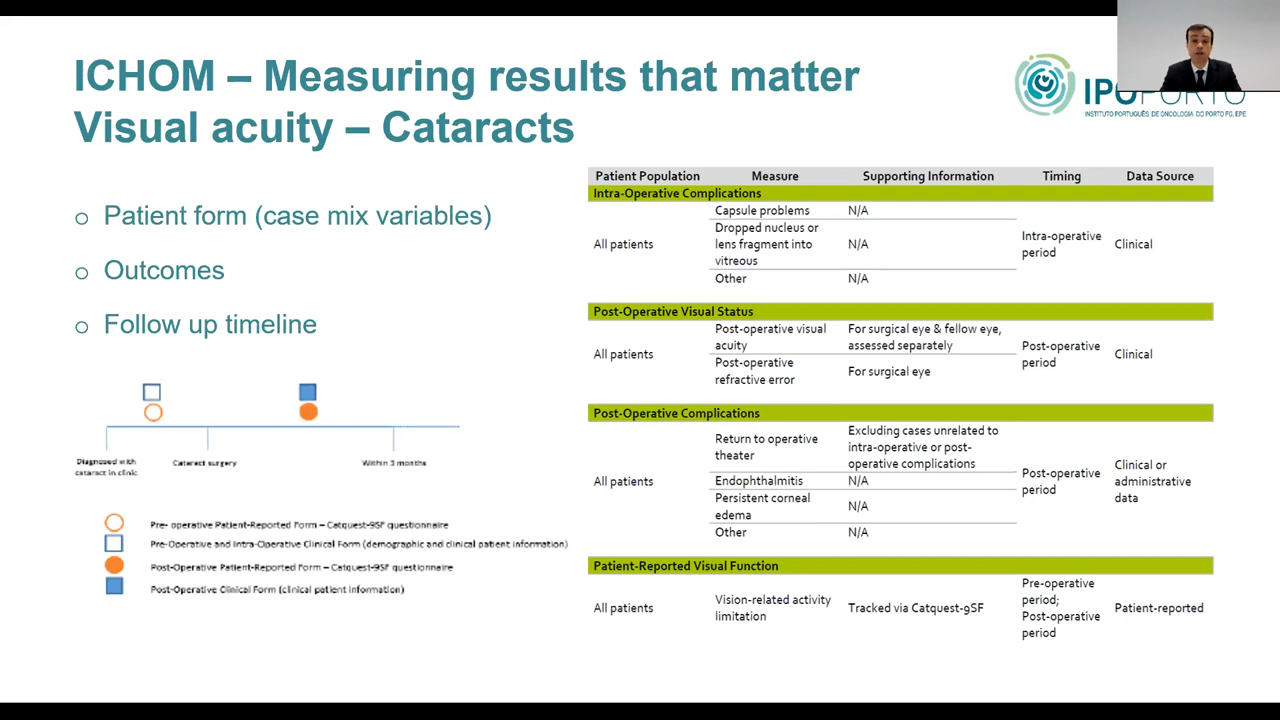 ICHOM – Measuring results that matter
Visual acuity – Cataracts
IPOPORTO
INSTITUTO PORTUGUÊS DE ONCOLOGIA DO PORTO FG, EPE
o Patient form (case mix variables)
o Outcomes
o Follow up timeline
Diagnosed with
cataract in clinic
Cataract surgery
Within 3 months
Pre- operative Patient-Reported Form – Catquest-9SF questionnaire
Pre-Operative and Intra-Operative Clinical Form (demographic and clinical patient information)
Post-Operative Patient-Reported Form – Catquest-9SF questionnaire
Post-Operative Clinical Form (clinical patient information)
Patient Population Measure Supporting Information Timing Data Source
Intra-Operative Complications
All patients
Capsule problems N/A
Dropped nucleus or
lens fragment into
vitreous
N/A
Other N/A
Intra-operative
period
Clinical
Post-Operative Visual Status
All patients
Post-operative visual
acuity
For surgical eye & fellow eye,
assessed separately
Post-operative
refractive error
For surgical eye
Post-operative
period
Clinical
Post-Operative Complications
All patients
Return to operative
theater
Excluding cases unrelated to
intra-operative or post-
operative complications
Endophthalmitis N/A
Persistent corneal
edema
N/A
Other N/A
Post-operative
period
Clinical or
administrative
data
Patient-Reported Visual Function
All patients
Vision-related activity
limitation
Tracked via Catquest-9SF
Pre-operative
period;
Post-operative
period
Patient-reported